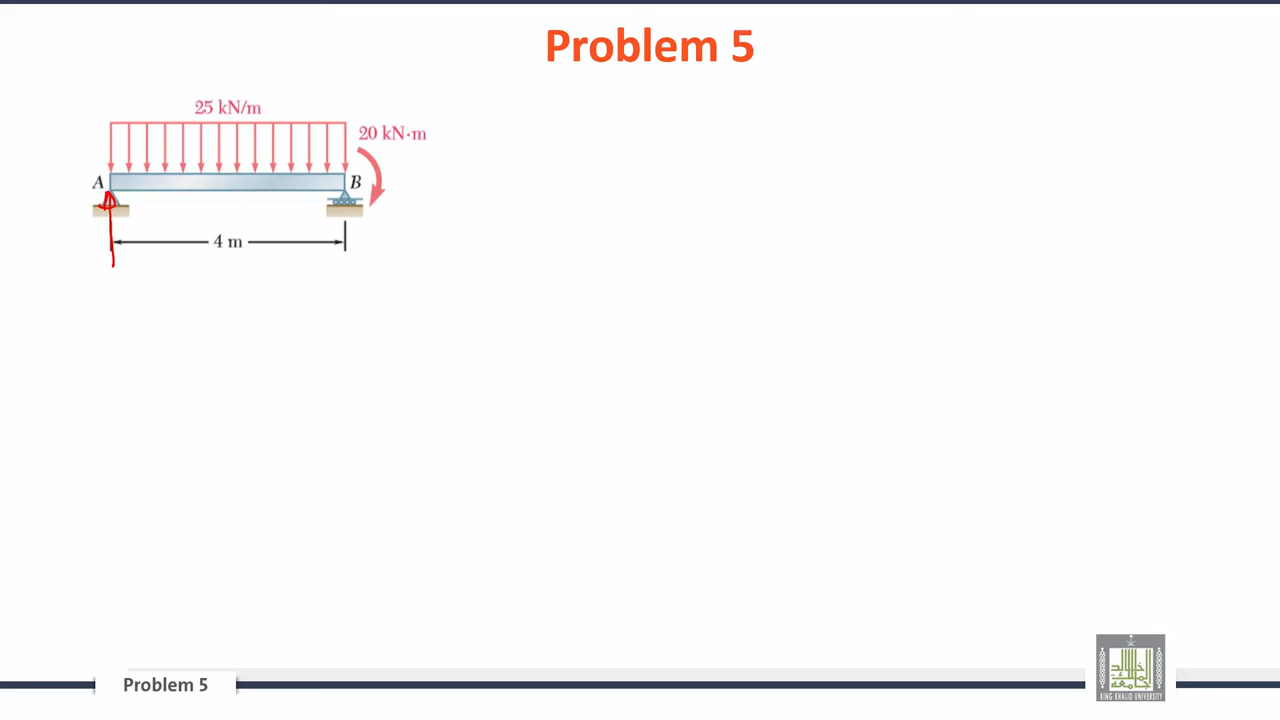 Problem 5
25 kN/m
20 kN·m
A
B
4 m
Problem 5
KING KHALID UNIVERSITY